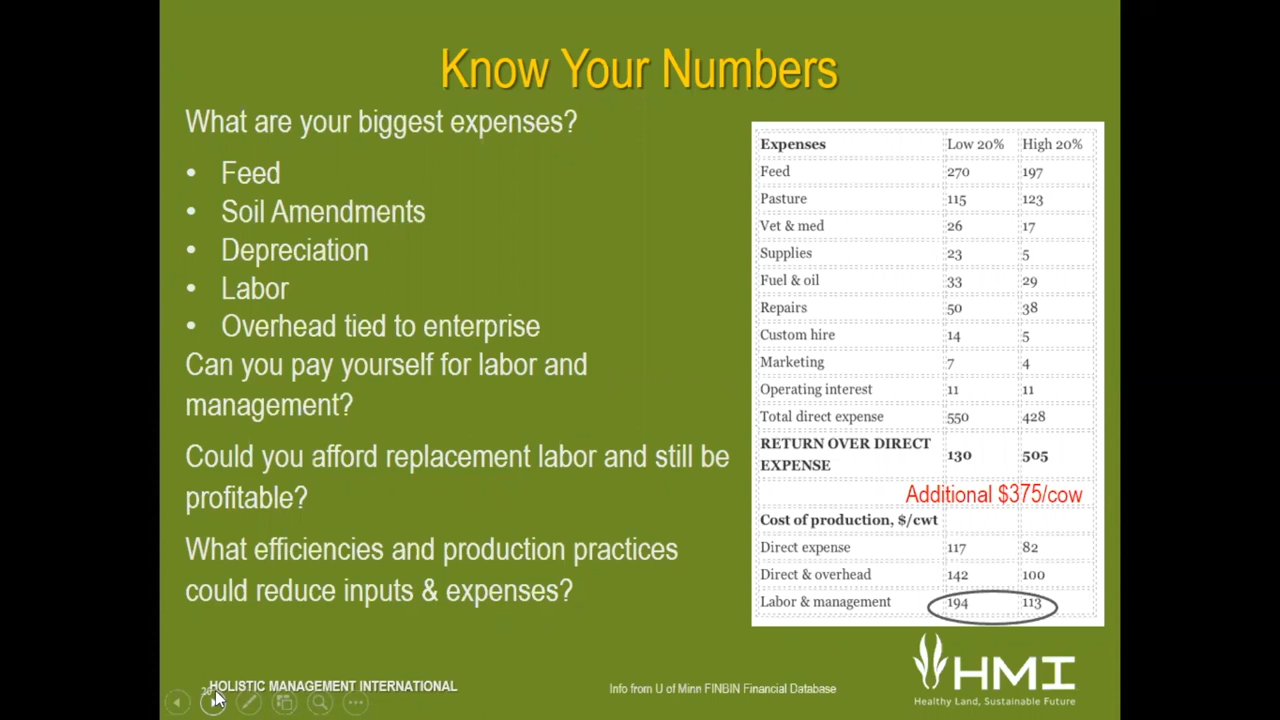 Know Your Numbers
What are your biggest expenses?
• Feed
• Soil Amendments
• Depreciation
• Labor
• Overhead tied to enterprise
Can you pay yourself for labor and
management?
Could you afford replacement labor and still be
profitable?
What efficiencies and production practices
could reduce inputs & expenses?
Expenses Low 20% High 20%
Feed 270 197
Pasture 115 123
Vet & med 26 17
Supplies 23 5
Fuel & oil 33 29
Repairs 50 38
Custom hire 14 5
Marketing 7 4
Operating interest 11 11
Total direct expense 550 428
RETURN OVER DIRECT
EXPENSE 130 505
Additional $375/cow
Cost of production, $/cwt
Direct expense 117 82
Direct & overhead 142 100
Labor & management 194 113
HOLISTIC MANAGEMENT INTERNATIONAL
Info from U of Minn FINBIN Financial Database
HMI
Healthy Land, Sustainable Future